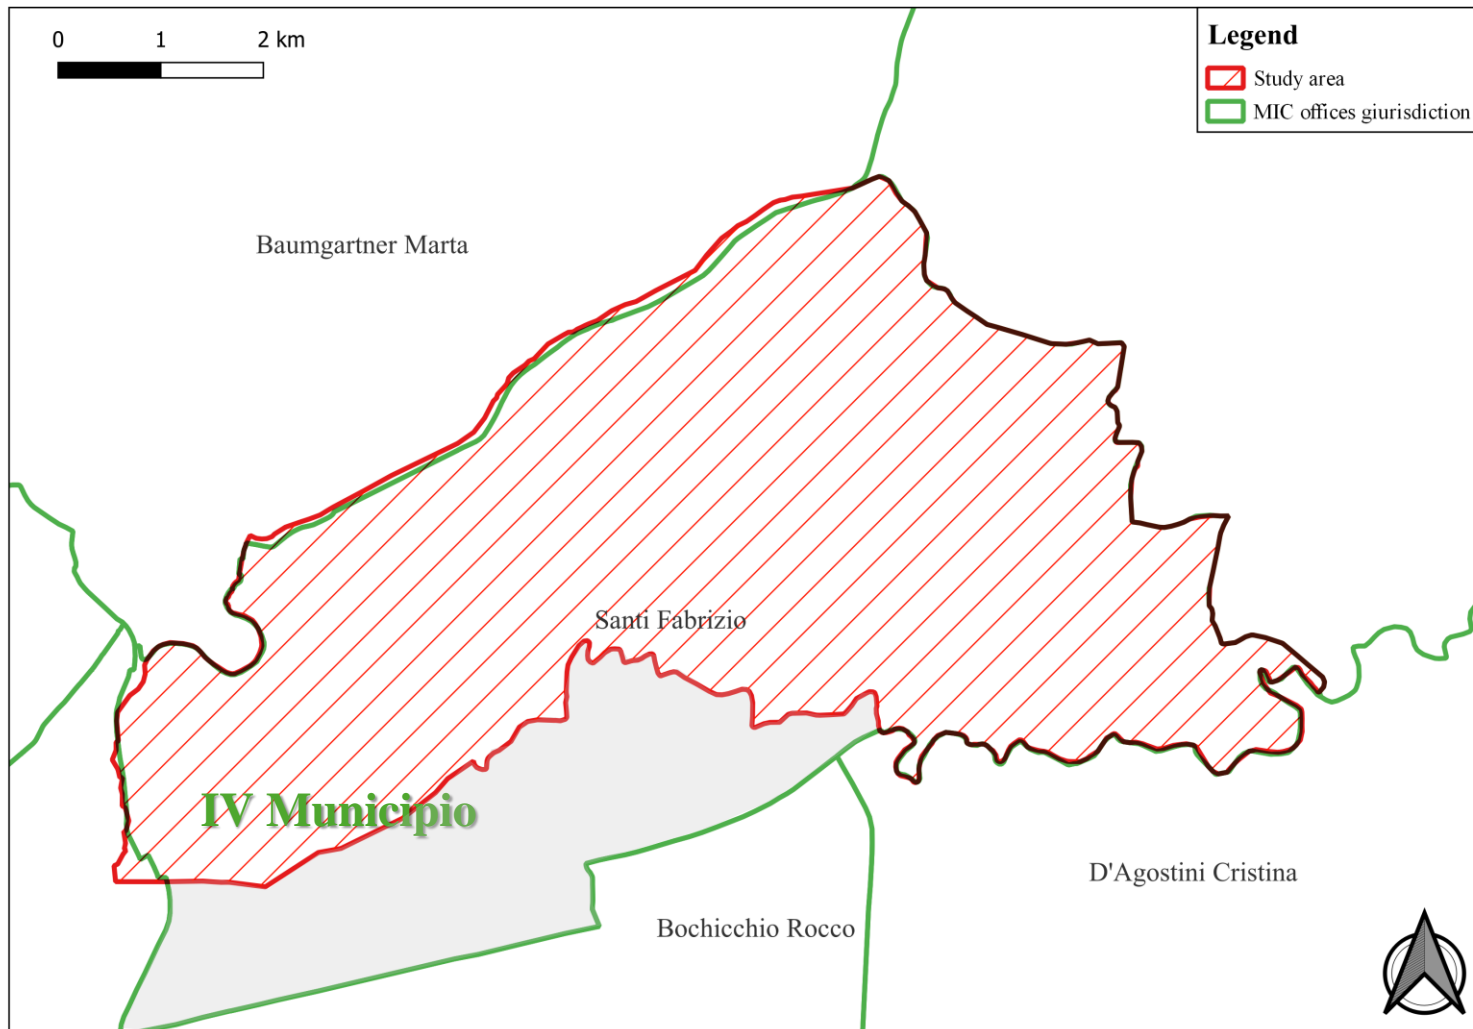 0 1 2 km
Legend
Study area
MIC offices giurisdiction
Baumgartner Marta
Santi Fabrizio
IV Municipio
D'Agostini Cristina
Bochicchio Rocco